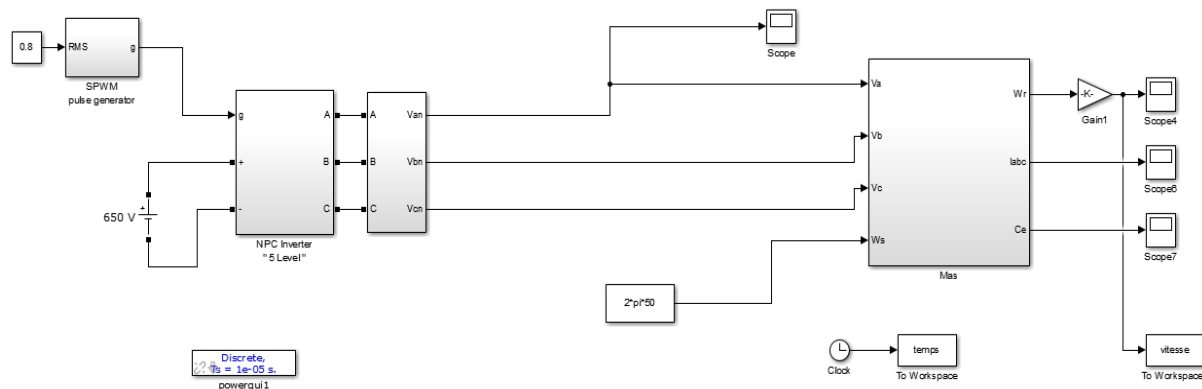 0.8
RMS
g
SPWM
pulse generator
g
+
-
A
B
C
NPC Inverter
"5 Level"
650 V
+
A
B
C
Van
Vbn
Vcn
Scope
Va
Vb
Vc
Ws
Wr
Iabc
Ce
Mas
-K-
Gain1
Scope4
Scope6
Scope7
2*pi*50
Clock
temps
To Workspace
vitesse
To Workspace
Discrete,
Ts = 1e-05 s.
powergui1